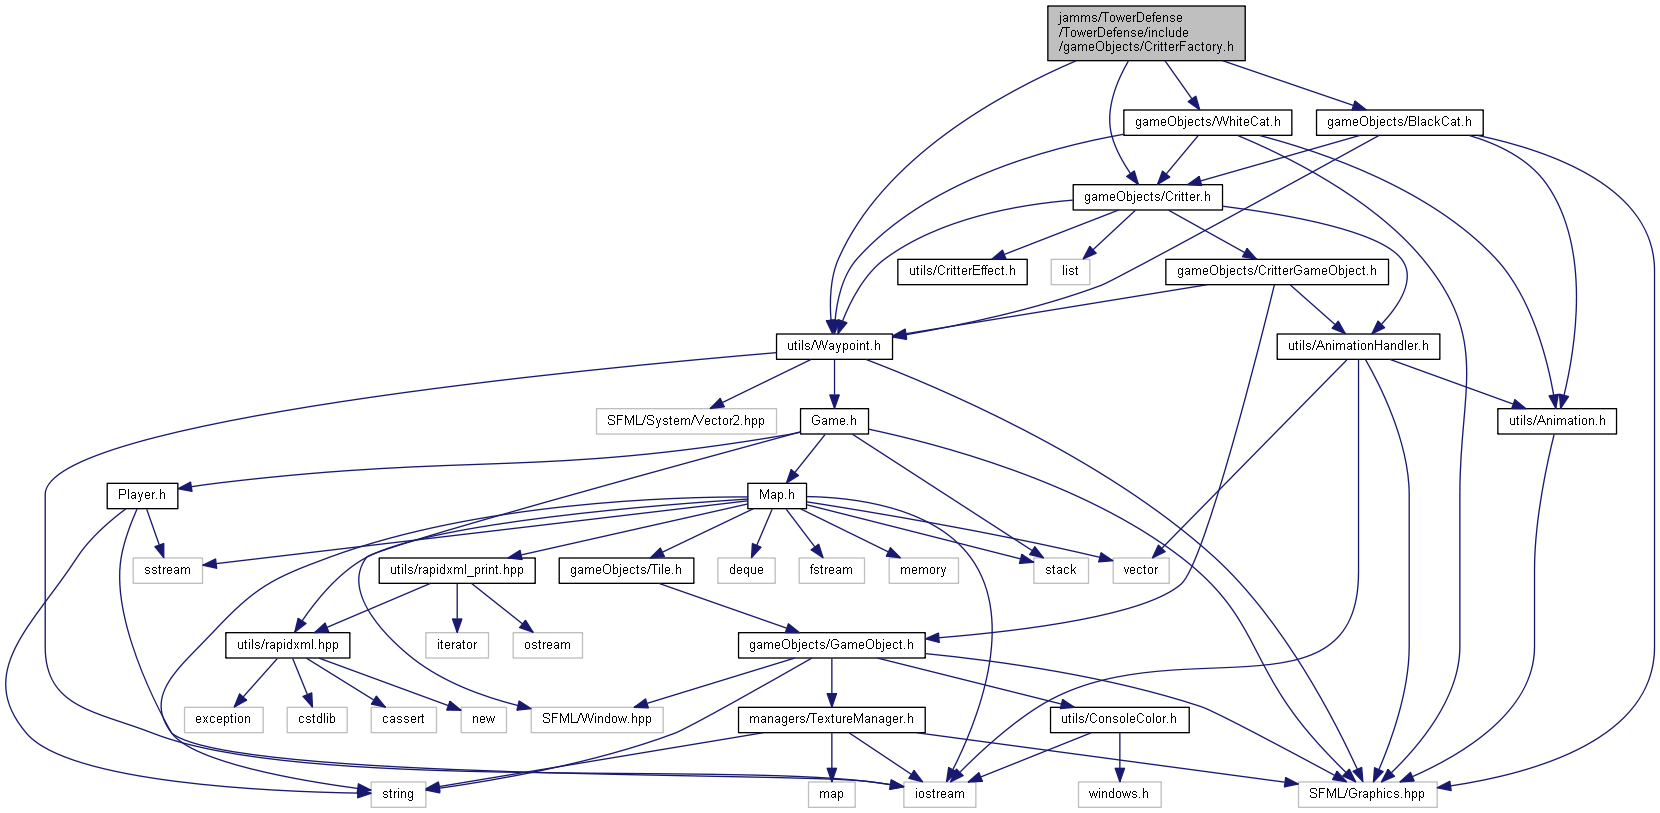 jamms/TowerDefense
/TowerDefense/include
/gameObjects/CritterFactory.h
gameObjects/WhiteCat.h
gameObjects/BlackCat.h
gameObjects/Critter.h
utils/CritterEffect.h
list
gameObjects/CritterGameObject.h
utils/Waypoint.h
utils/AnimationHandler.h
SFML/System/Vector2.hpp
Game.h
utils/Animation.h
Player.h
Map.h
sstream
utils/rapidxml_print.hpp
gameObjects/Tile.h
deque
fstream
memory
stack
vector
utils/rapidxml.hpp
iterator
ostream
gameObjects/GameObject.h
exception
cstdlib
cassert
new
SFML/Window.hpp
managers/TextureManager.h
utils/ConsoleColor.h
string
map
iostream
windows.h
SFML/Graphics.hpp